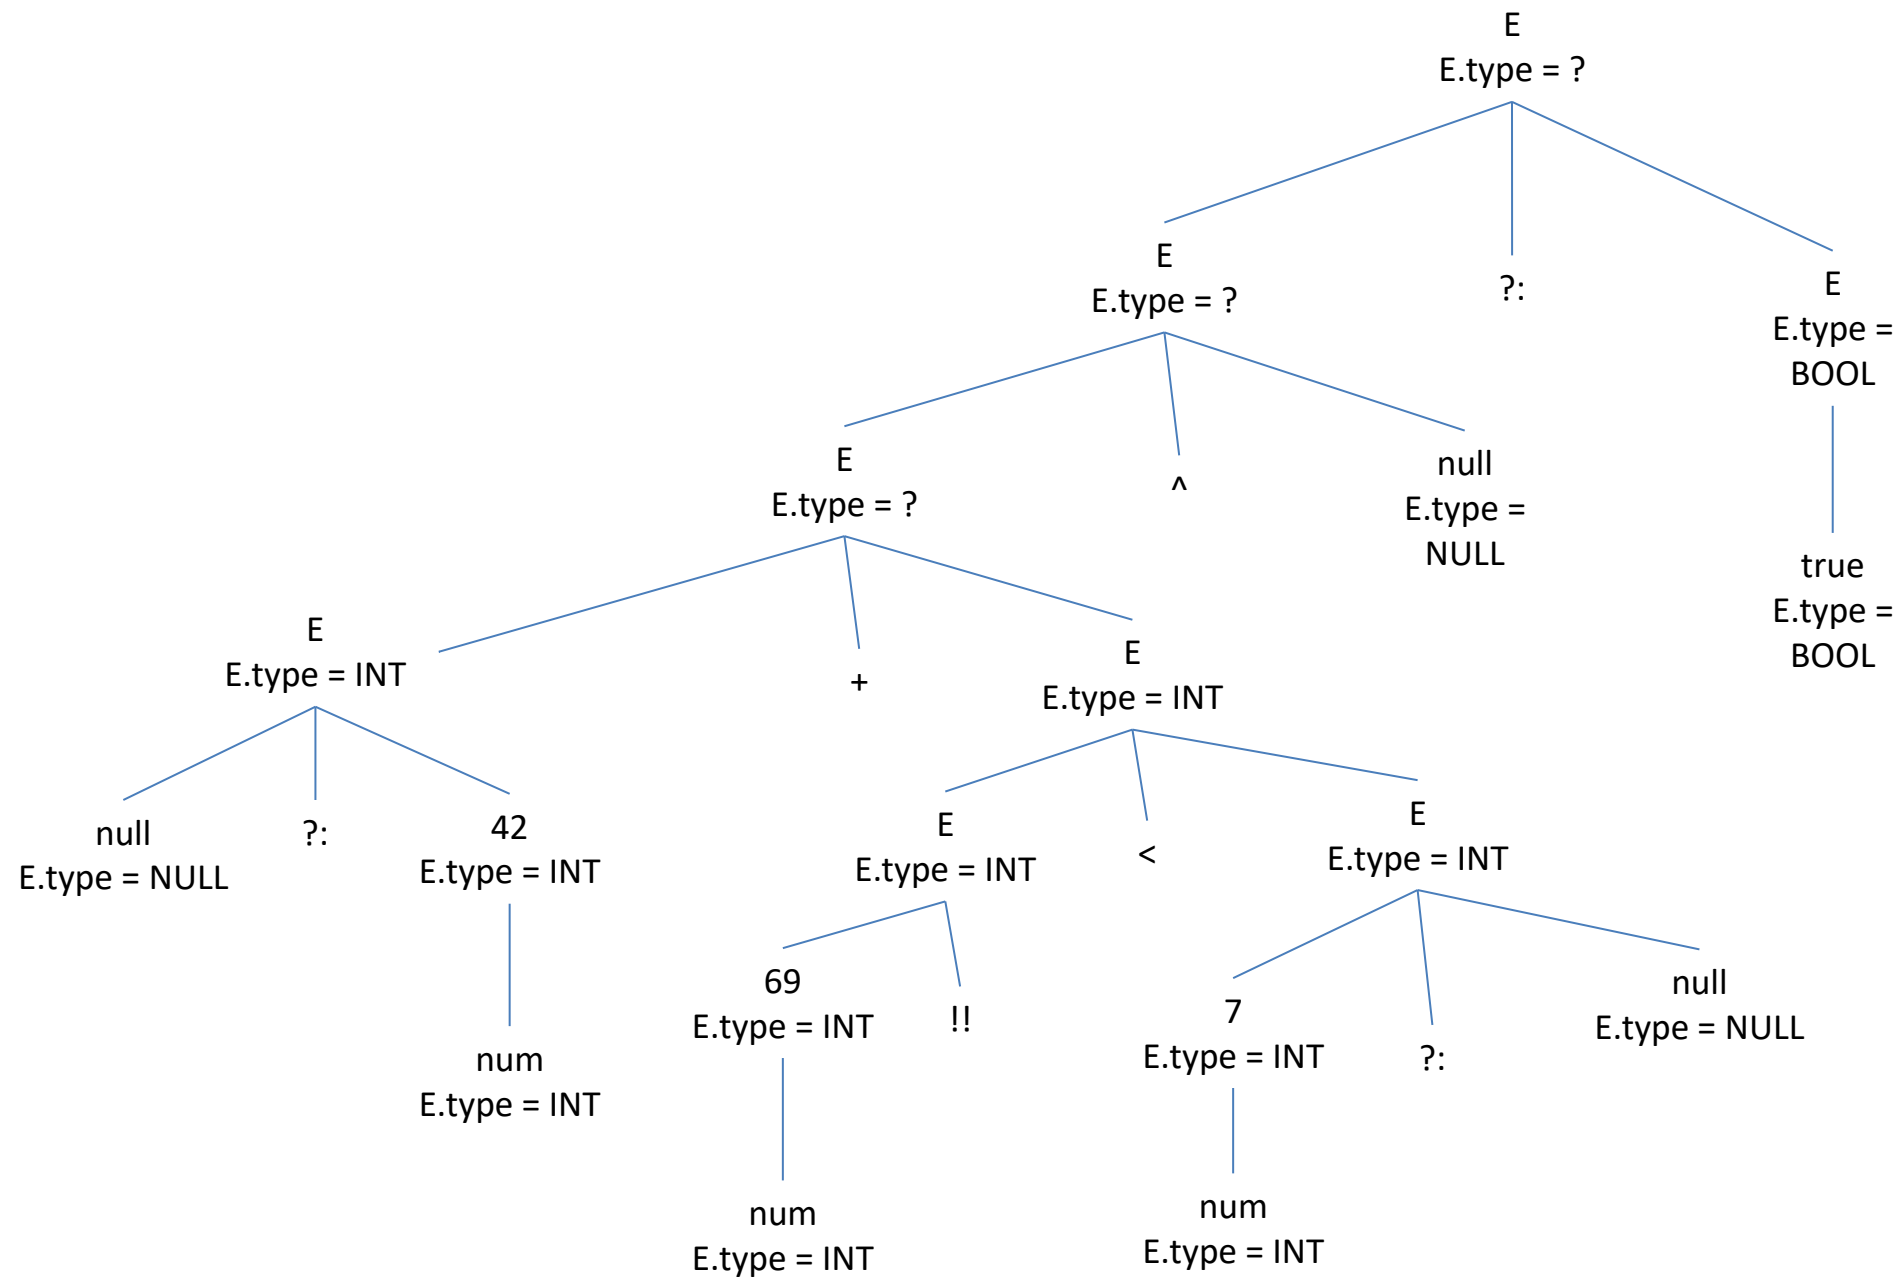 E
E.type = ?
E
E.type = ?
?:
E
E.type =
BOOL
E
E.type = ?
^
null
E.type =
NULL
true
E.type =
BOOL
E
E.type = INT
+
E
E.type = INT
null
E.type = NULL
?:
42
E.type = INT
E
E.type = INT
<
E
E.type = INT
69
E.type = INT
!!
7
E.type = INT
?:
null
E.type = NULL
num
E.type = INT
num
E.type = INT
num
E.type = INT